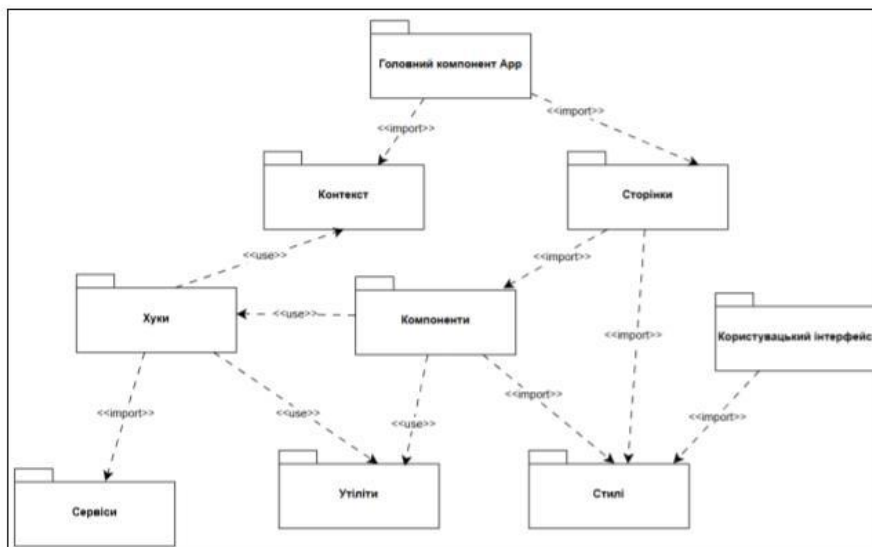 Головний компонент App
<<import>>
<<import>>
Контекст
Сторінки
<<use>>
<<import>>
Хуки
<<use>>
Компоненти
Користувацький інтерфейс
<<import>>
<<import>>
<<use>>
<<use>>
<<import>>
<<import>>
Сервіси
Утіліти
Стилі